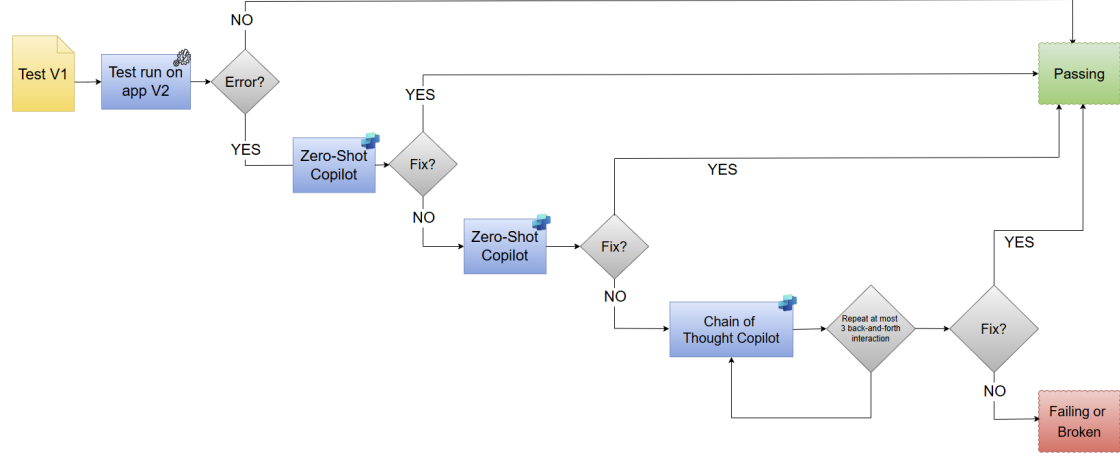 NO
Test V1
Test run on
app V2
Error?
Passing
YES
YES
Zero-Shot
Copilot
Fix?
YES
NO
Zero-Shot
Copilot
Fix?
YES
NO
Chain of
Thought Copilot
Repeat at most
3 back-and-forth
interaction
Fix?
NO
Failing or
Broken